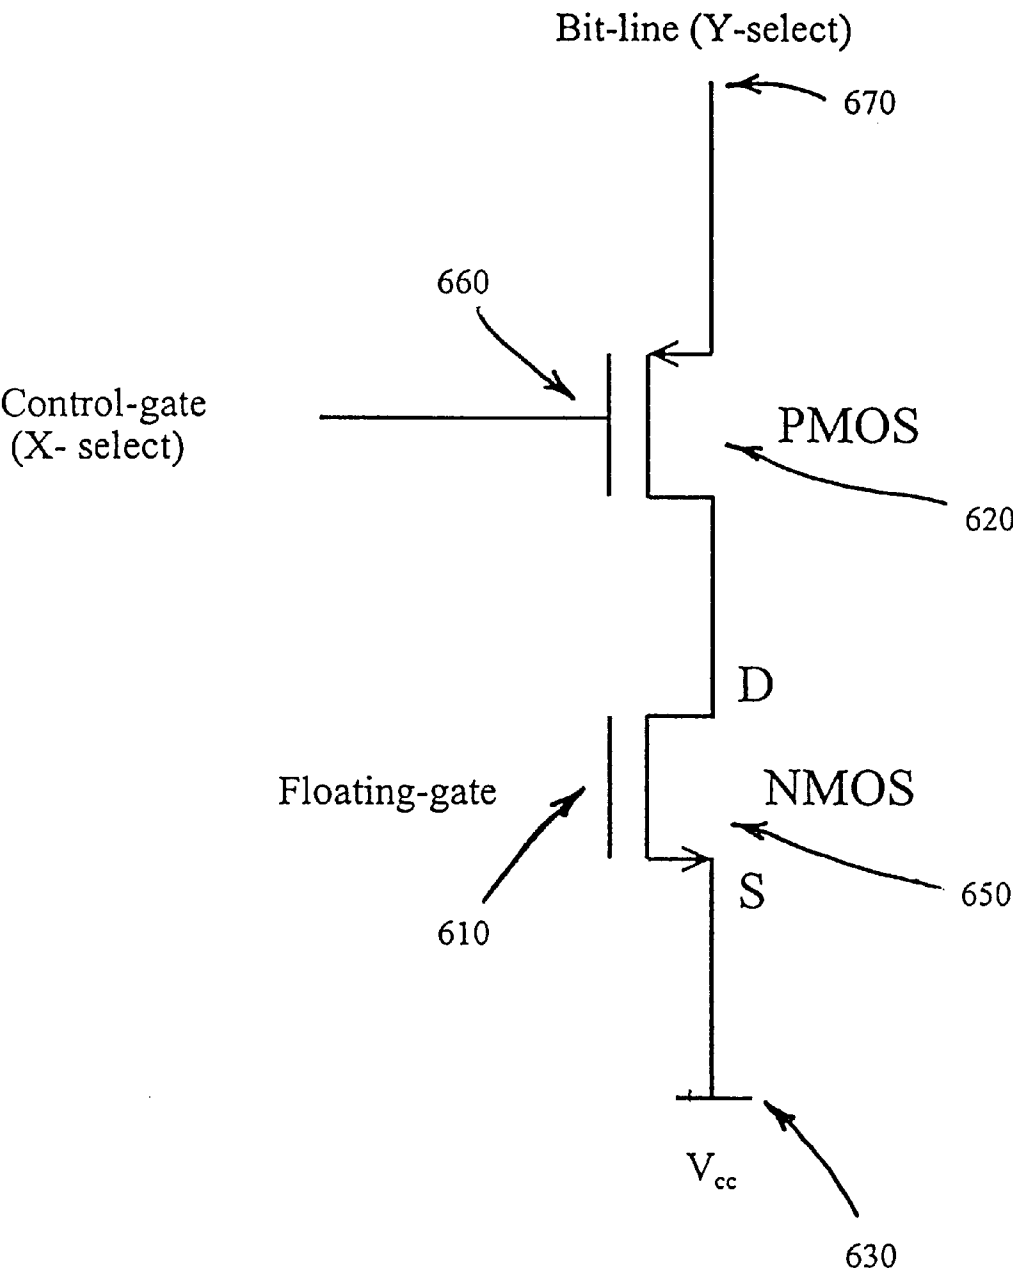 Bit-line (Y-select)
670
660
Control-gate
(X- select)
PMOS
620
D
Floating-gate
NMOS
S
650
610
Vcc
630